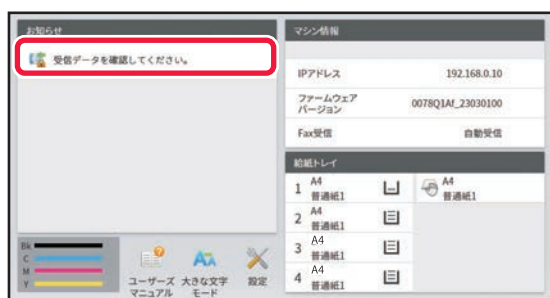 お知らせ
受信データを確認してください。
マシン情報
IPアドレス 192.168.0.10
ファームウェア
バージョン 0078Q1Af_23030100
Fax受信 自動受信
給紙トレイ
1 A4
普通紙1
A4
普通紙1
2 A4
普通紙1
3 A4
普通紙1
4 A4
普通紙1
Bk
C
M
Y
ユーザーズ
マニュアル
Aあ
大きな文字
モード
設定